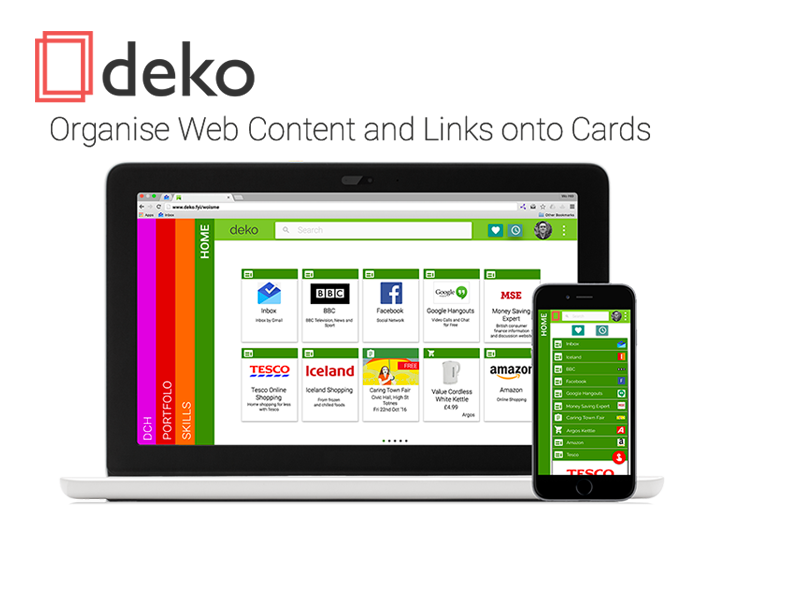 deko
Organise Web Content and Links onto Cards
www.deko.fyi/wolsme
Apps
Inbox
Other Bookmarks
DCH
PORTFOLIO
SKILLS
HOME
deko
Search
Inbox
Inbox by Gmail
BBC
BBC
BBC Television, News and
Sport
Facebook
Social Network
Google
Google Hangouts
Video Calls and Chat
for Free
MSE
Money Saving
Expert
British consumer
finance information
and discussion website
TESCO
Tesco Online
Shopping
Home shopping for less
with Tesco
Iceland
Iceland Shopping
From frozen
and chilled foods.
FREE
Caring Town Fair
Civic Hall, High St
Totnes
Fri 22nd Oct '16
Value Cordless
White Kettle
£4.99
Argos
amazon
Amazon
Online Shopping
HOME
Inbox
Iceland
BBC
Facebook
Google Hangouts
Money Saving Expert
Caring Town Fair
Argos Kettle
Amazon
Tesco
TESCO